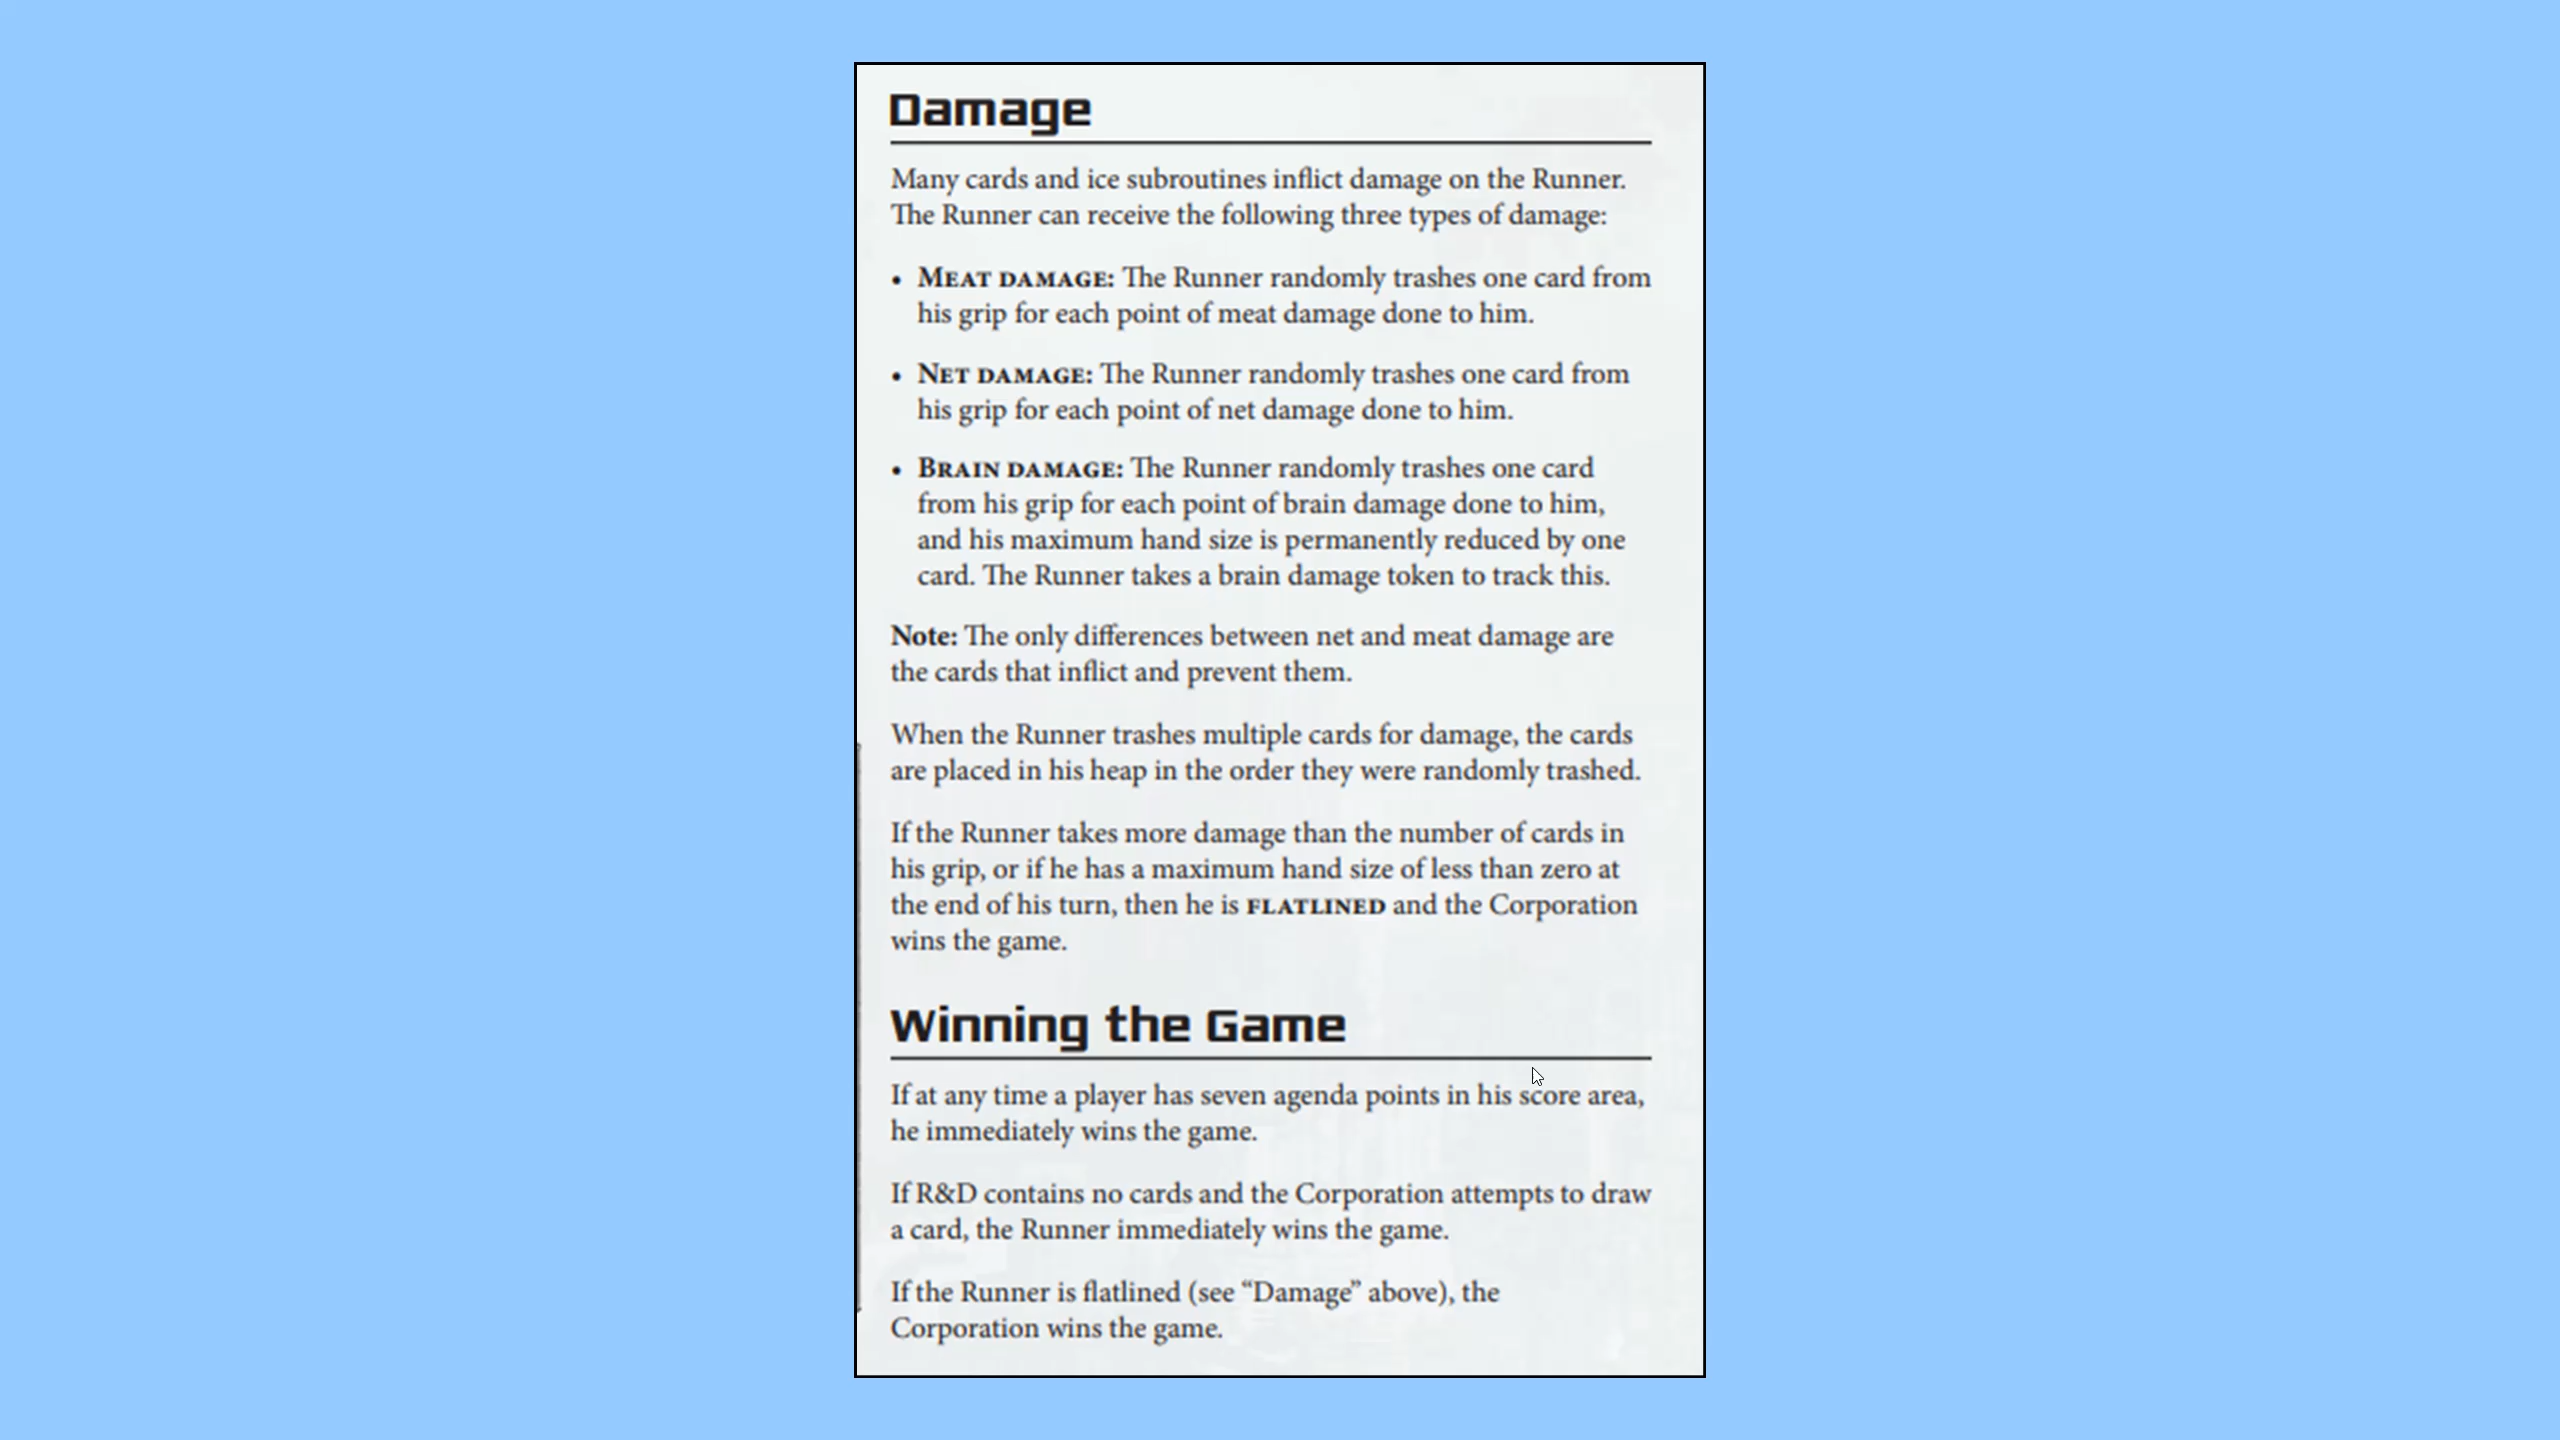 Damage
Many cards and ice subroutines inflict damage on the Runner.
The Runner can receive the following three types of damage:
• MEAT DAMAGE: The Runner randomly trashes one card from
his grip for each point of meat damage done to him.
• NET DAMAGE: The Runner randomly trashes one card from
his grip for each point of net damage done to him.
• BRAIN DAMAGE: The Runner randomly trashes one card
from his grip for each point of brain damage done to him,
and his maximum hand size is permanently reduced by one
card. The Runner takes a brain damage token to track this.
Note: The only differences between net and meat damage are
the cards that inflict and prevent them.
When the Runner trashes multiple cards for damage, the cards
are placed in his heap in the order they were randomly trashed.
If the Runner takes more damage than the number of cards in
his grip, or if he has a maximum hand size of less than zero at
the end of his turn, then he is FLATLINED and the Corporation
wins the game.
Winning the Game
If at any time a player has seven agenda points in his score area,
he immediately wins the game.
If R&D contains no cards and the Corporation attempts to draw
a card, the Runner immediately wins the game.
If the Runner is flatlined (see “Damage” above), the
Corporation wins the game.